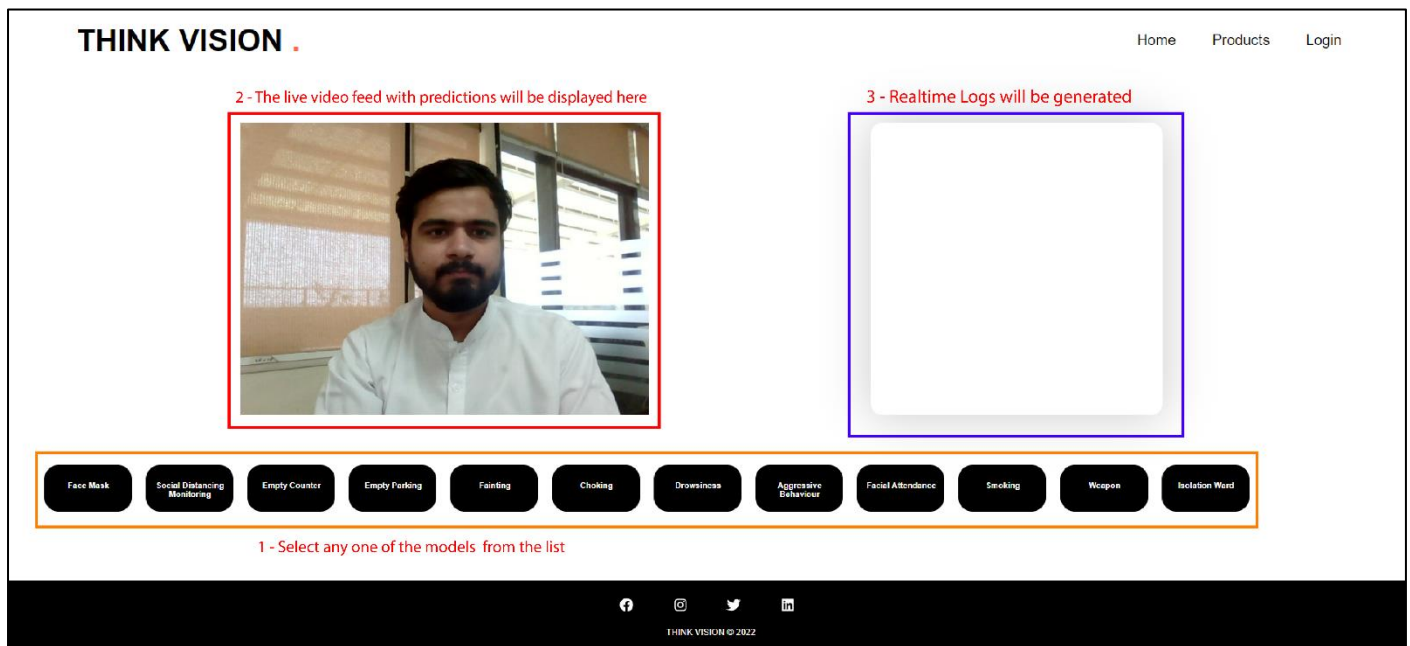 THINK VISION .
Home Products Login
2 - The live video feed with predictions will be displayed here
3 - Realtime Logs will be generated
Face Mask
Social Distancing
Monitoring
Empty Counter
Empty Parking
Fainting
Choking
Drowsiness
Aggressive
Behaviour
Facial Attendance
Smoking
Weapon
Isolation Ward
1 - Select any one of the models from the list
THINK VISION © 2022